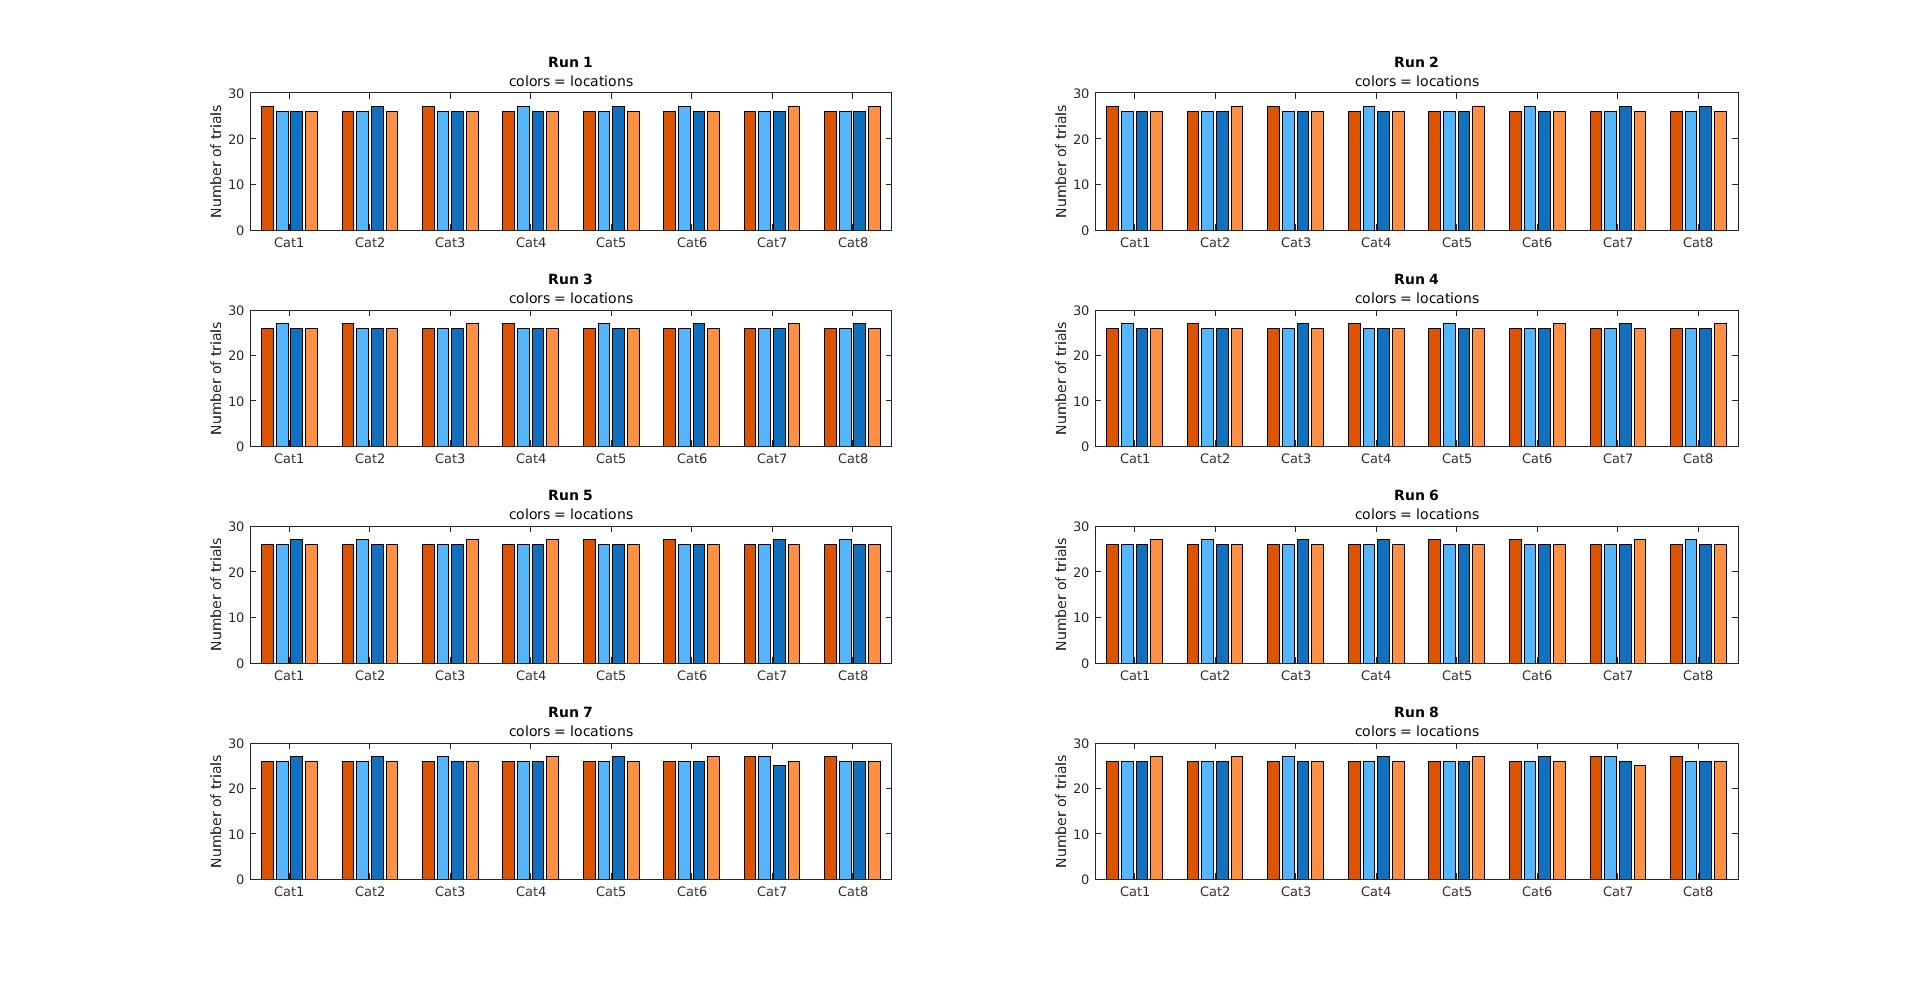 Run 1
colors = locations
Number of trials
30
20
10
0
Cat1 Cat2 Cat3 Cat4 Cat5 Cat6 Cat7 Cat8
Run 2
colors = locations
Number of trials
30
20
10
0
Cat1 Cat2 Cat3 Cat4 Cat5 Cat6 Cat7 Cat8
Run 3
colors = locations
Number of trials
30
20
10
0
Cat1 Cat2 Cat3 Cat4 Cat5 Cat6 Cat7 Cat8
Run 4
colors = locations
Number of trials
30
20
10
0
Cat1 Cat2 Cat3 Cat4 Cat5 Cat6 Cat7 Cat8
Run 5
colors = locations
Number of trials
30
20
10
0
Cat1 Cat2 Cat3 Cat4 Cat5 Cat6 Cat7 Cat8
Run 6
colors = locations
Number of trials
30
20
10
0
Cat1 Cat2 Cat3 Cat4 Cat5 Cat6 Cat7 Cat8
Run 7
colors = locations
Number of trials
30
20
10
0
Cat1 Cat2 Cat3 Cat4 Cat5 Cat6 Cat7 Cat8
Run 8
colors = locations
Number of trials
30
20
10
0
Cat1 Cat2 Cat3 Cat4 Cat5 Cat6 Cat7 Cat8